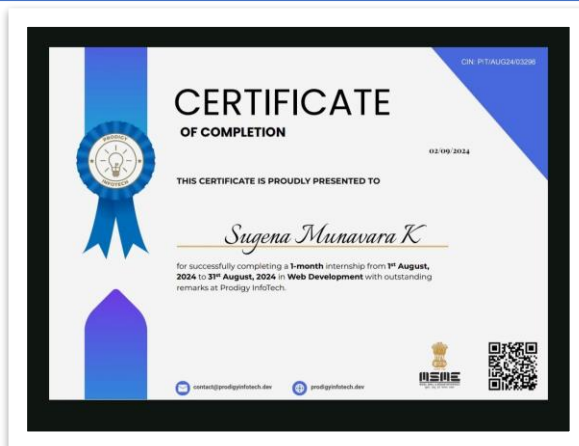 CIN: PIT/AUG24/03296
CERTIFICATE
OF COMPLETION
02/09/2024
PRODIGY
INFOTECH
THIS CERTIFICATE IS PROUDLY PRESENTED TO
Sugena Munavara K
for successfully completing a 1-month internship from 1st August,
2024 to 31st August, 2024 in Web Development with outstanding
remarks at Prodigy InfoTech.
contact@prodigyinfotech.dev
prodigyinfotech.dev